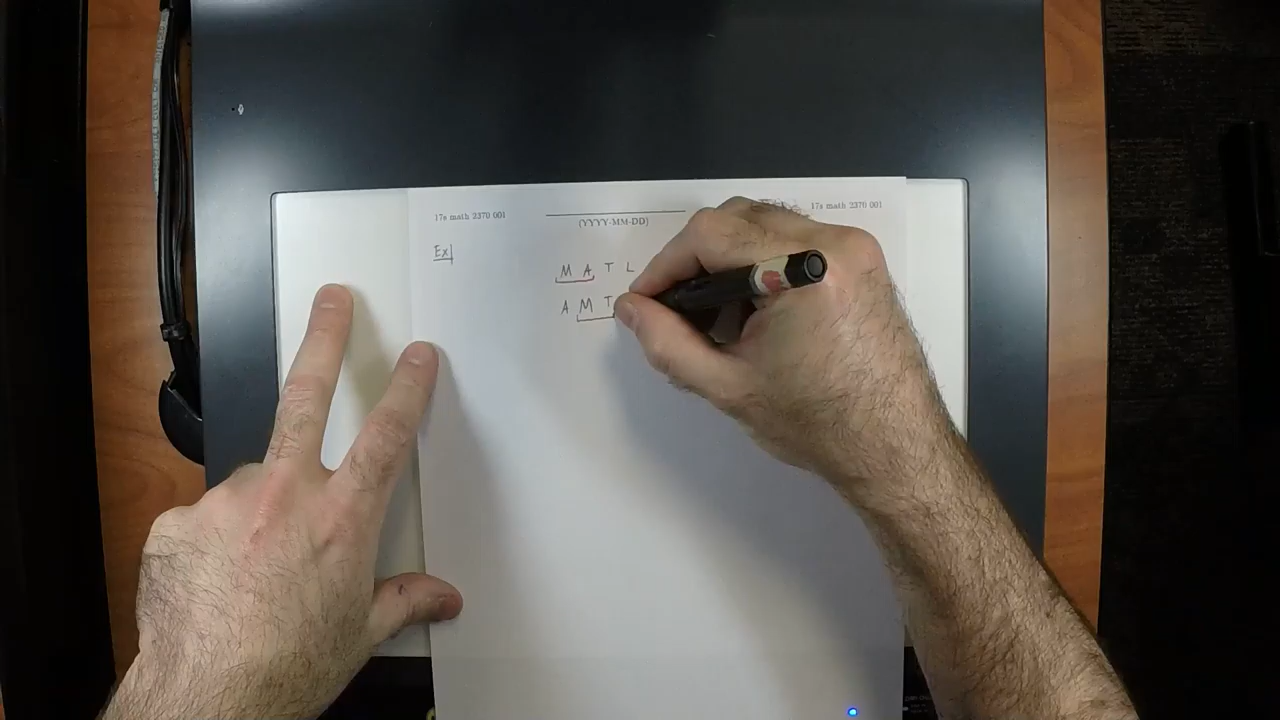 17s math 2370 001
17s math 2370 001
(YYYY-MM-DD)
Ex
M A T L
A M T